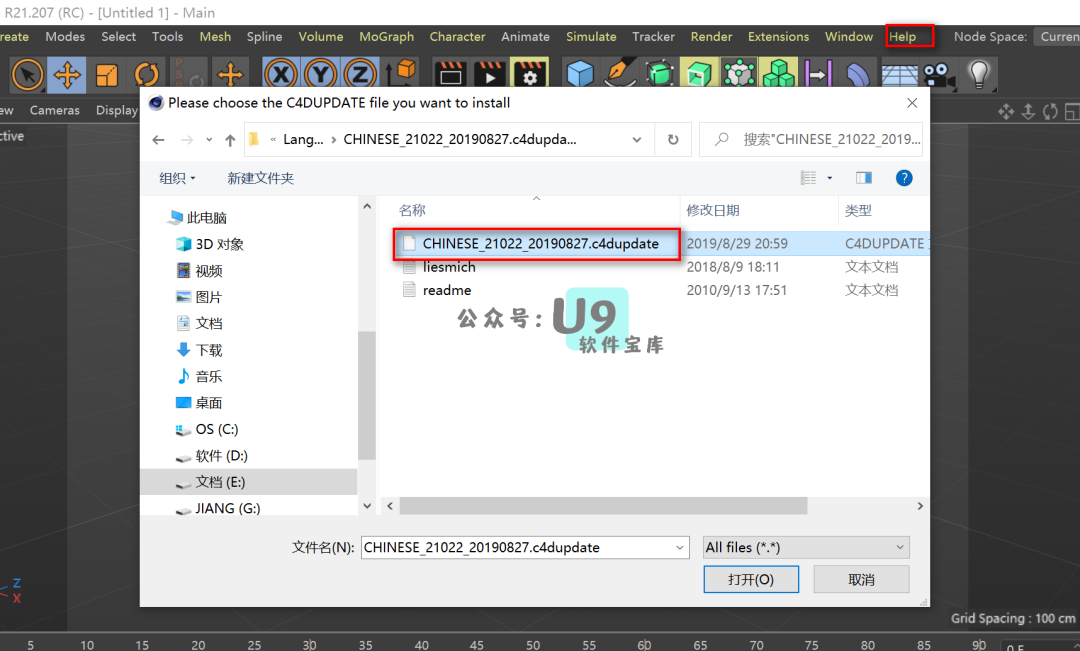 R21.207 (RC) - [Untitled 1] - Main
reate Modes Select Tools Mesh Spline Volume MoGraph Character Animate Simulate Tracker Render Extensions Window Help Node Space: Curren
P
S
R
X Y Z
ew Cameras Display
Please choose the C4DUPDATE file you want to install
ctive
« Lang... › CHINESE_21022_20190827.c4dupda...
搜索"CHINESE_21022_2019...
组织 新建文件夹
?
名称 修改日期 类型
此电脑
3D 对象
视频
图片
文档
下载
音乐
桌面
OS (C:)
软件 (D:)
文档 (E:)
JIANG (G:)
CHINESE_21022_20190827.c4dupdate 2019/8/29 20:59 C4DUPDATE
liesmich 2018/8/9 18:11 文本文档
readme 2010/9/13 17:51 文本文档
公众号: U9
软件宝库
文件名(N): CHINESE_21022_20190827.c4dupdate All files (*.*)
打开(O) 取消
Z
X
Grid Spacing : 100 cm
5 10 15 20 25 30 35 40 45 50 55 60 65 70 75 80 85 90 0 F